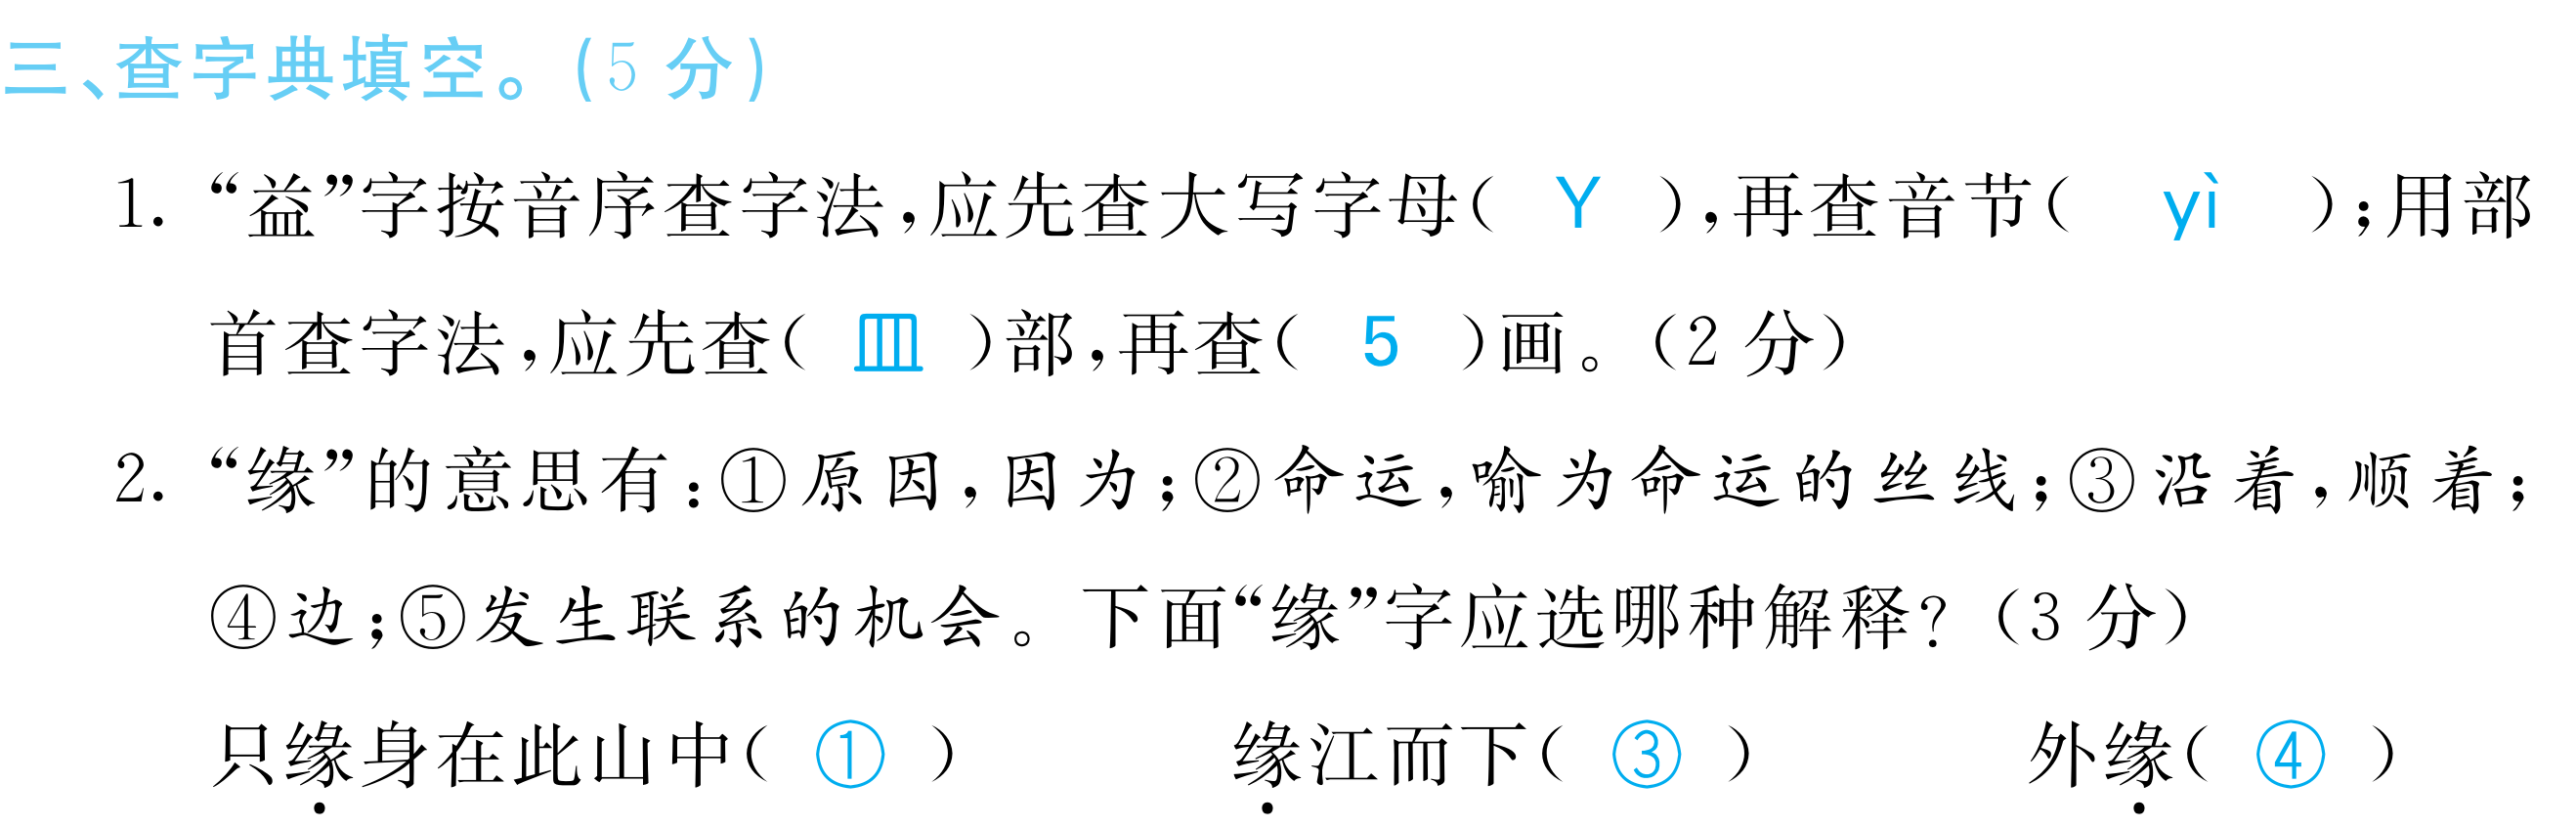 三、查字典填空。(5 分)
1. “益”字按音序查字法,应先查大写字母( Y ),再查音节( yì );用部
首查字法,应先查( 皿 )部,再查( 5 )画。(2 分)
2. “缘”的意思有:①原因,因为;②命运,喻为命运的丝线;③沿着,顺着;
④边;⑤发生联系的机会。下面“缘”字应选哪种解释?(3 分)
只缘身在此山中( ① ) 缘江而下( ③ ) 外缘( ④ )